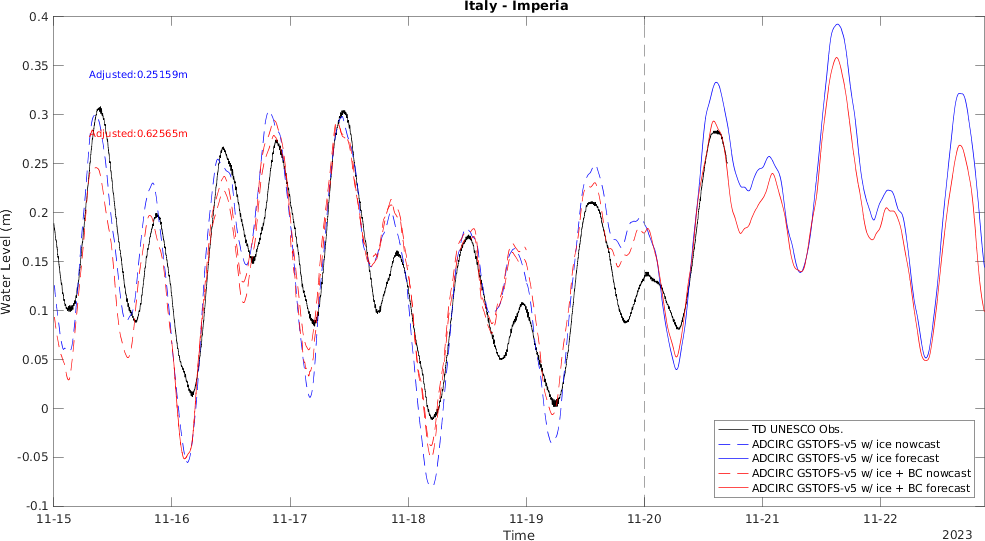 Italy - Imperia
0.4
0.35
0.3
0.25
0.2
0.15
0.1
0.05
0
-0.05
-0.1
Water Level (m)
Adjusted:0.25159m
Adjusted:0.62565m
TD UNESCO Obs.
ADCIRC GSTOFS-v5 w/ ice nowcast
ADCIRC GSTOFS-v5 w/ ice forecast
ADCIRC GSTOFS-v5 w/ ice + BC nowcast
ADCIRC GSTOFS-v5 w/ ice + BC forecast
11-15 11-16 11-17 11-18 11-19 11-20 11-21 11-22
Time
2023